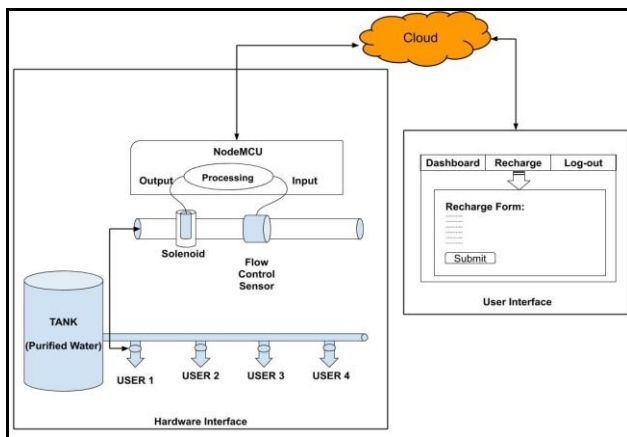 Cloud
NodeMCU
Output
Processing
Input
Solenoid
Flow
Control
Sensor
TANK
(Purified Water)
USER 1
USER 2
USER 3
USER 4
Hardware Interface
Dashboard
Recharge
Log-out
Recharge Form:
Submit
User Interface